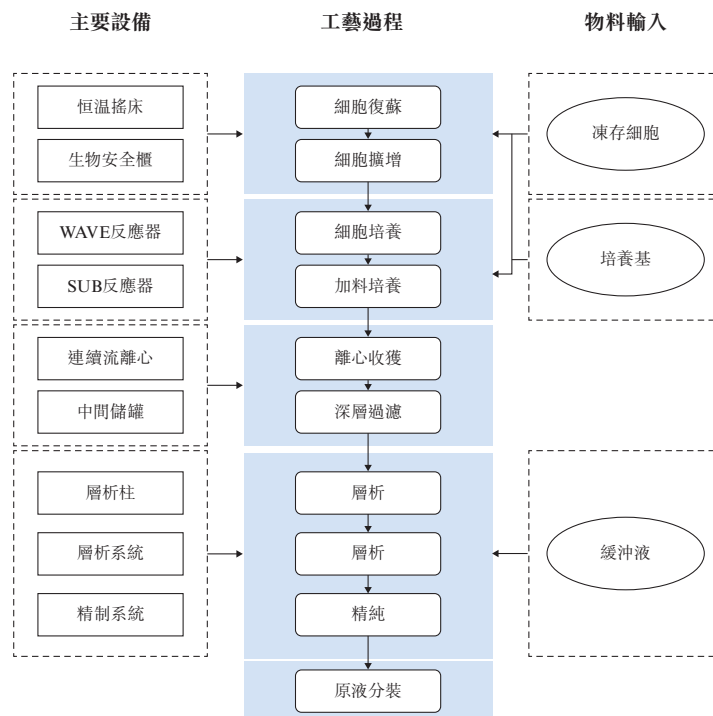 主要設備
工藝過程
物料輸入
恒温搖床
生物安全櫃
細胞復蘇
細胞擴增
凍存細胞
WAVE反應器
SUB反應器
細胞培養
加料培養
培養基
連續流離心
中間儲罐
離心收獲
深層過濾
層析柱
層析系統
精制系統
層析
層析
精純
緩沖液
原液分裝